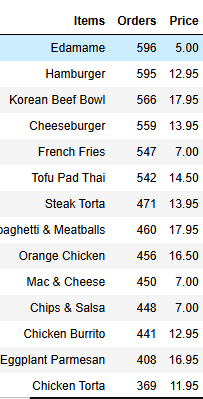 Items Orders Price
Edamame 596 5.00
Hamburger 595 12.95
Korean Beef Bowl 566 17.95
Cheeseburger 559 13.95
French Fries 547 7.00
Tofu Pad Thai 542 14.50
Steak Torta 471 13.95
paghetti & Meatballs 460 17.95
Orange Chicken 456 16.50
Mac & Cheese 450 7.00
Chips & Salsa 448 7.00
Chicken Burrito 441 12.95
Eggplant Parmesan 408 16.95
Chicken Torta 369 11.95